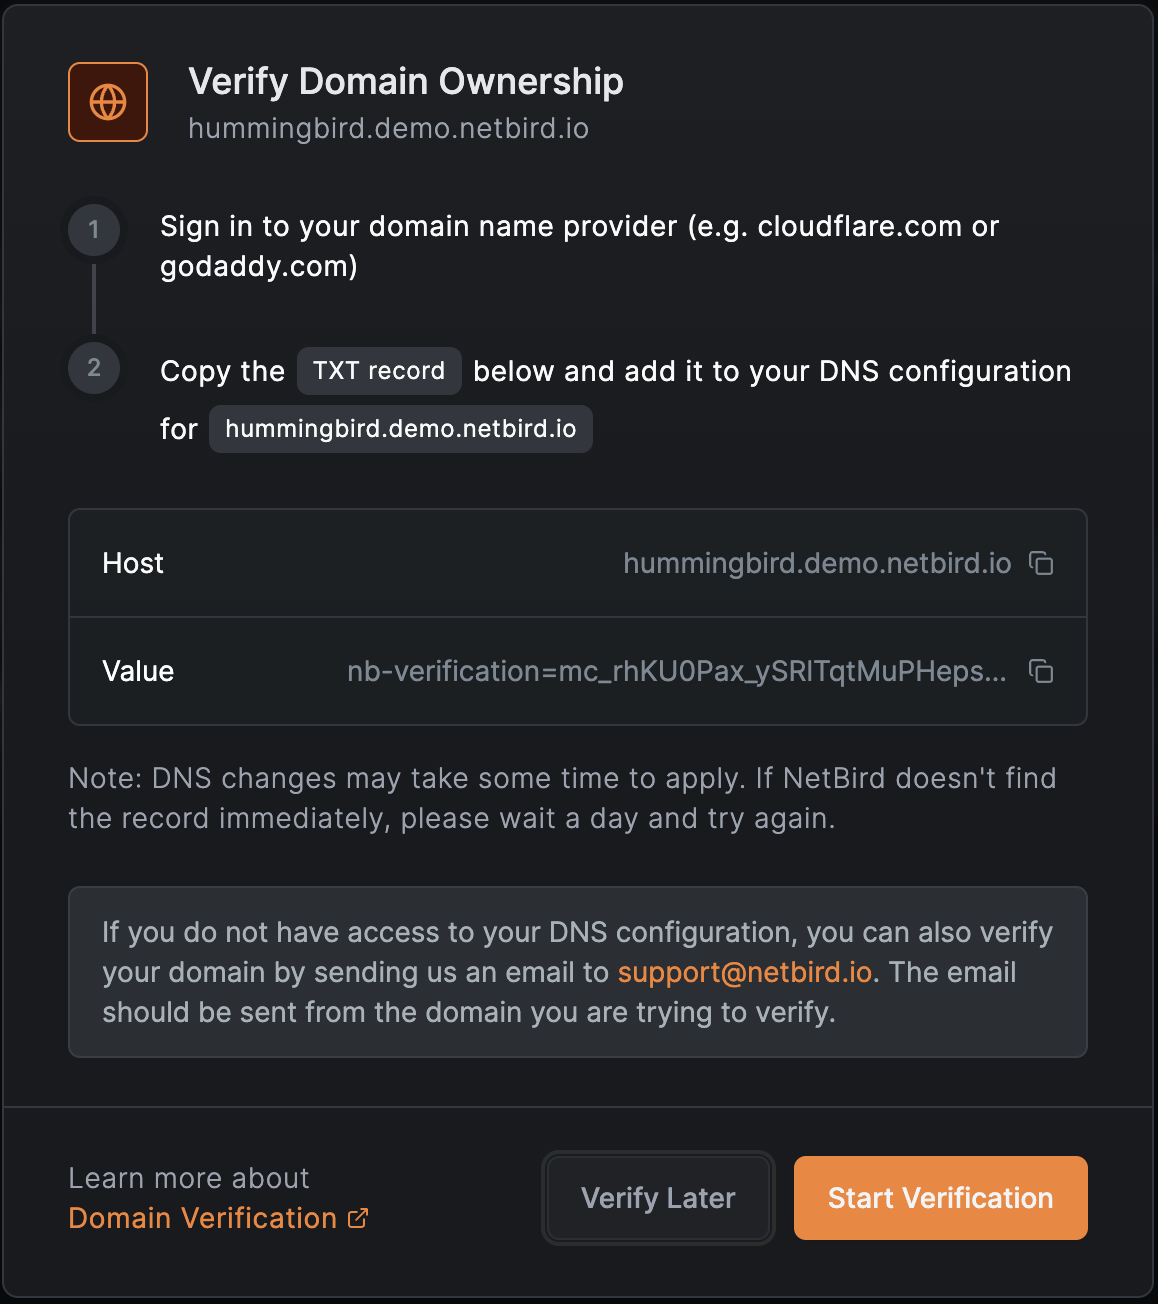 Verify Domain Ownership
hummingbird.demo.netbird.io
1
Sign in to your domain name provider (e.g. cloudflare.com or
godaddy.com)
2
Copy the TXT record below and add it to your DNS configuration
for hummingbird.demo.netbird.io
Host hummingbird.demo.netbird.io
Value nb-verification=mc_rhKU0Pax_ySRlTqtMuPHeps...
Note: DNS changes may take some time to apply. If NetBird doesn't find
the record immediately, please wait a day and try again.
If you do not have access to your DNS configuration, you can also verify
your domain by sending us an email to support@netbird.io. The email
should be sent from the domain you are trying to verify.
Learn more about
Domain Verification
Verify Later
Start Verification